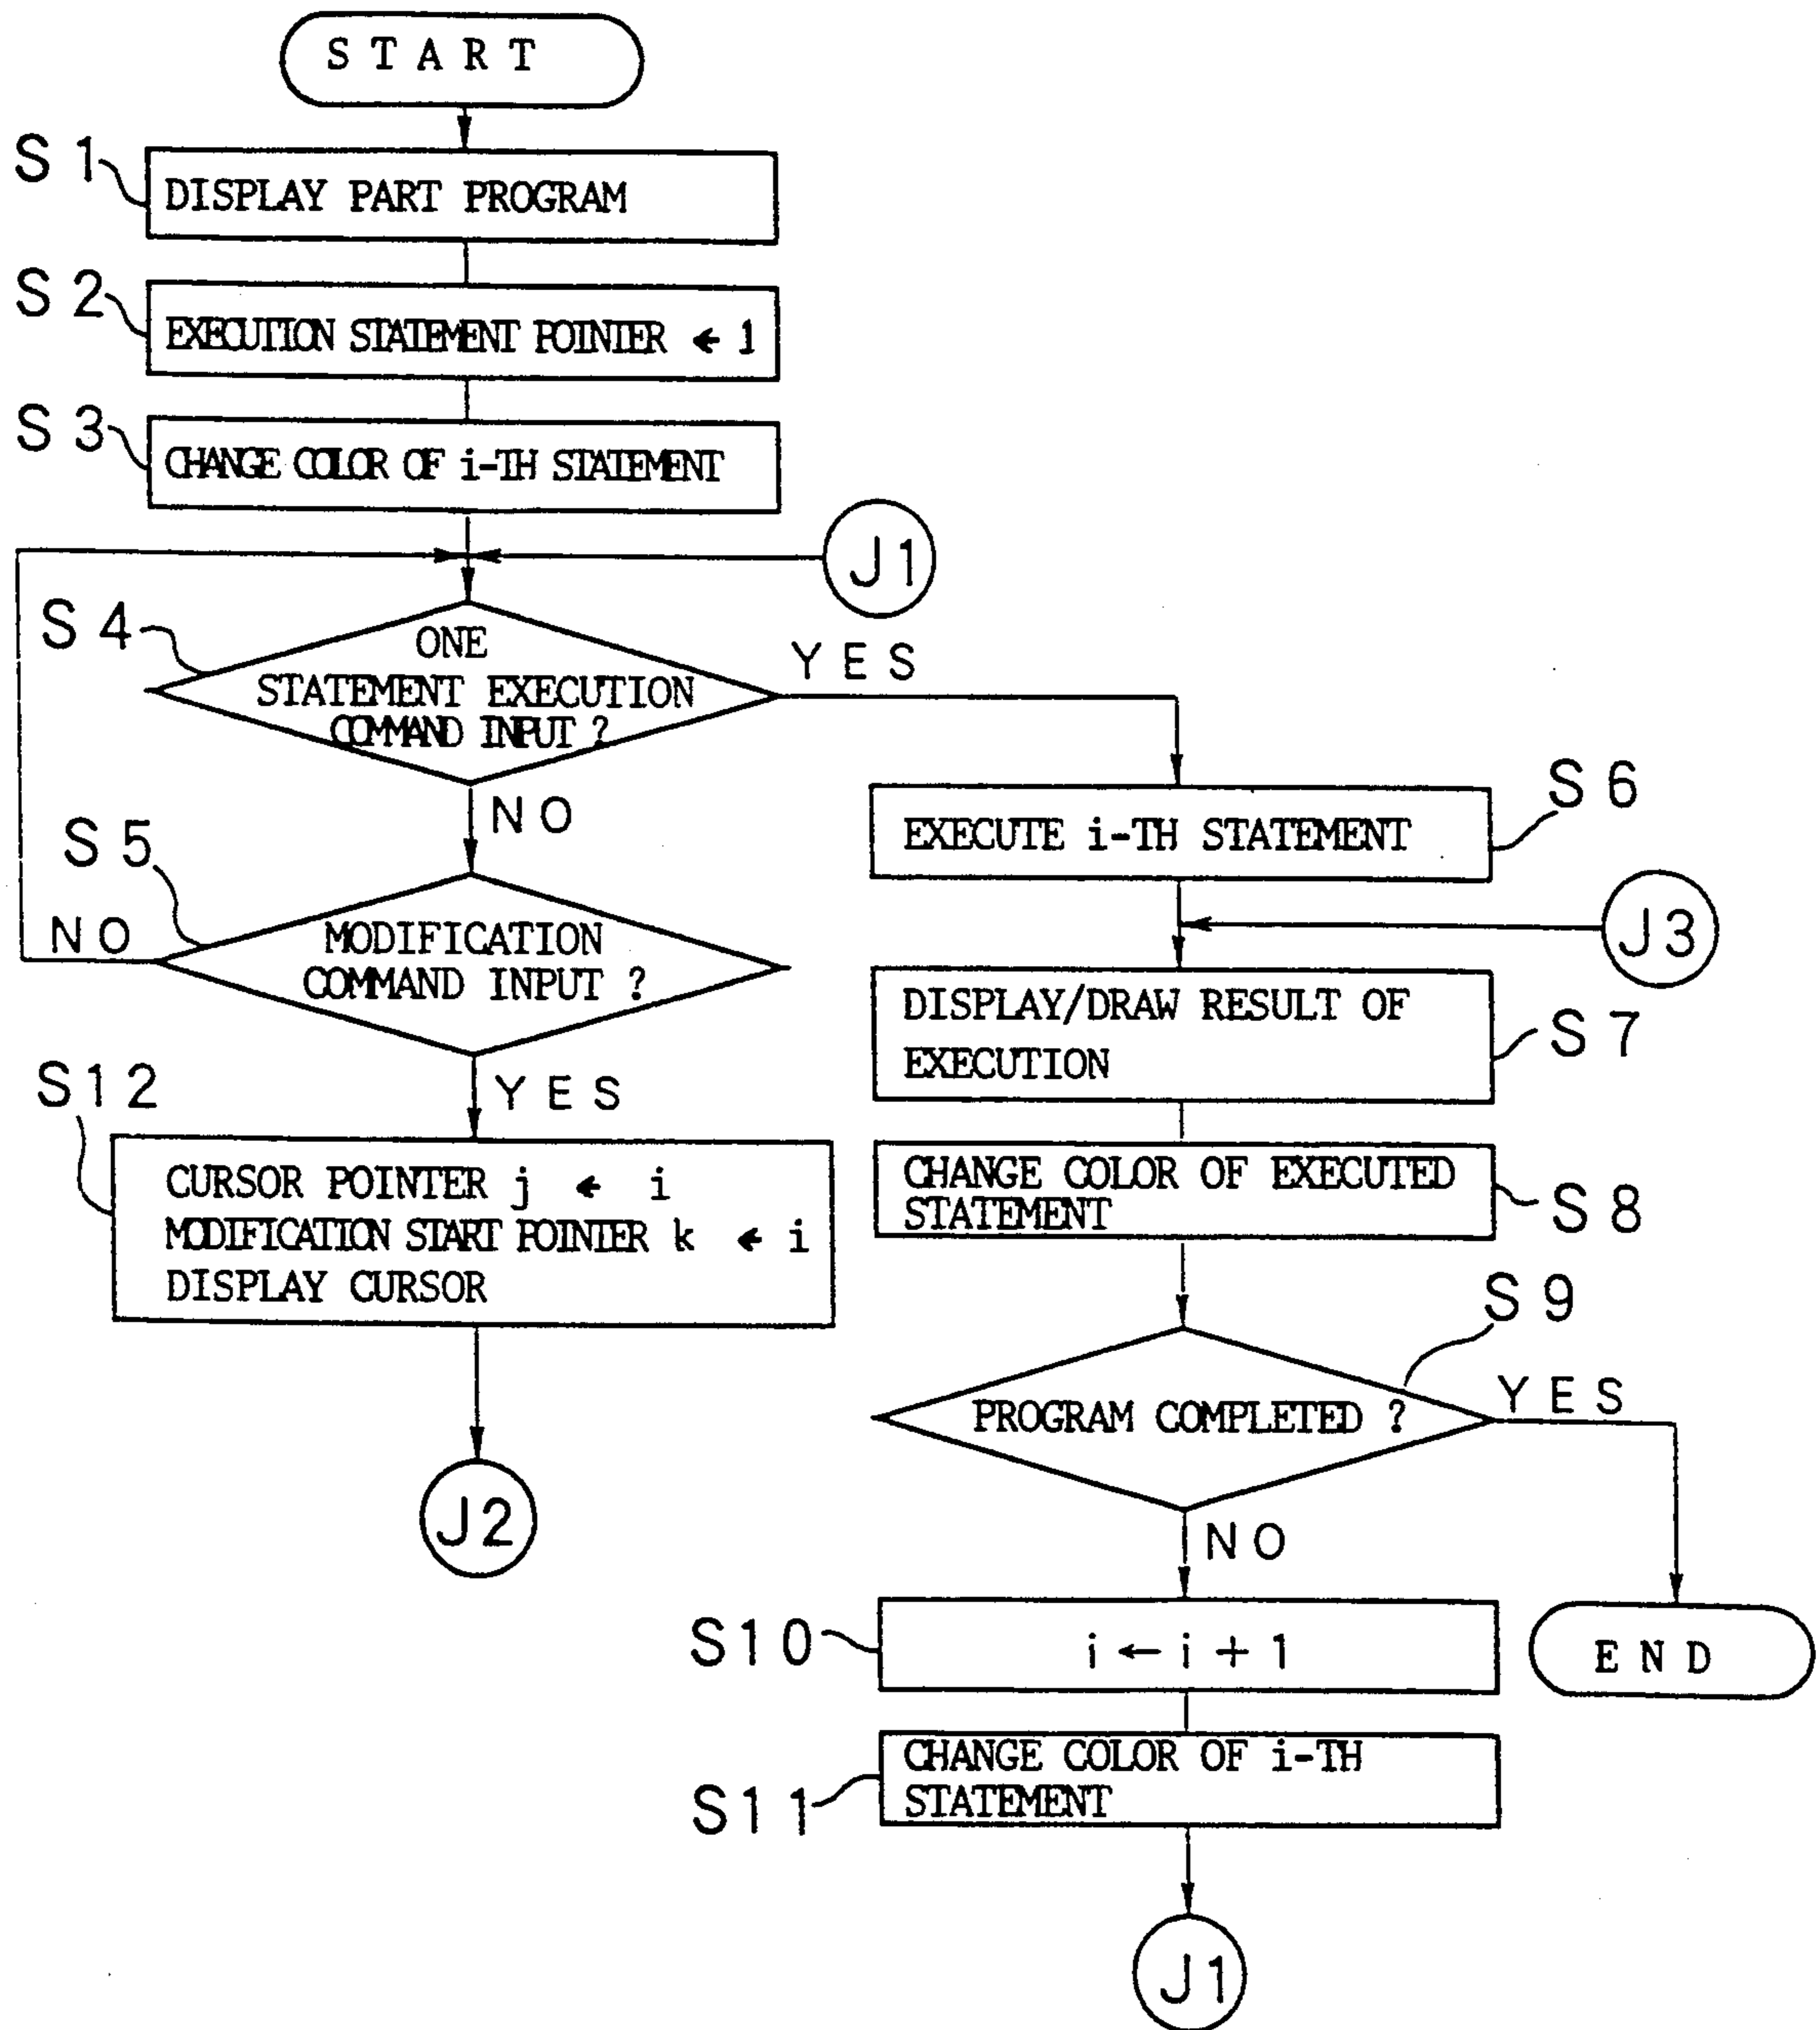 START
S1
DISPLAY PART PROGRAM
S2
EXECUTION STATEMENT POINTER ← 1
S3
CHANGE COLOR OF i-TH STATEMENT
J1
S4
ONE
STATEMENT EXECUTION
COMMAND INPUT ?
YES
NO
S5
MODIFICATION
COMMAND INPUT ?
NO
YES
S12
CURSOR POINTER j ← i
MODIFICATION START POINTER k ← i
DISPLAY CURSOR
J2
S6
EXECUTE i-TH STATEMENT
J3
S7
DISPLAY/DRAW RESULT OF
EXECUTION
S8
CHANGE COLOR OF EXECUTED
STATEMENT
S9
PROGRAM COMPLETED ?
YES
NO
S10
i ← i + 1
END
S11
CHANGE COLOR OF i-TH
STATEMENT
J1